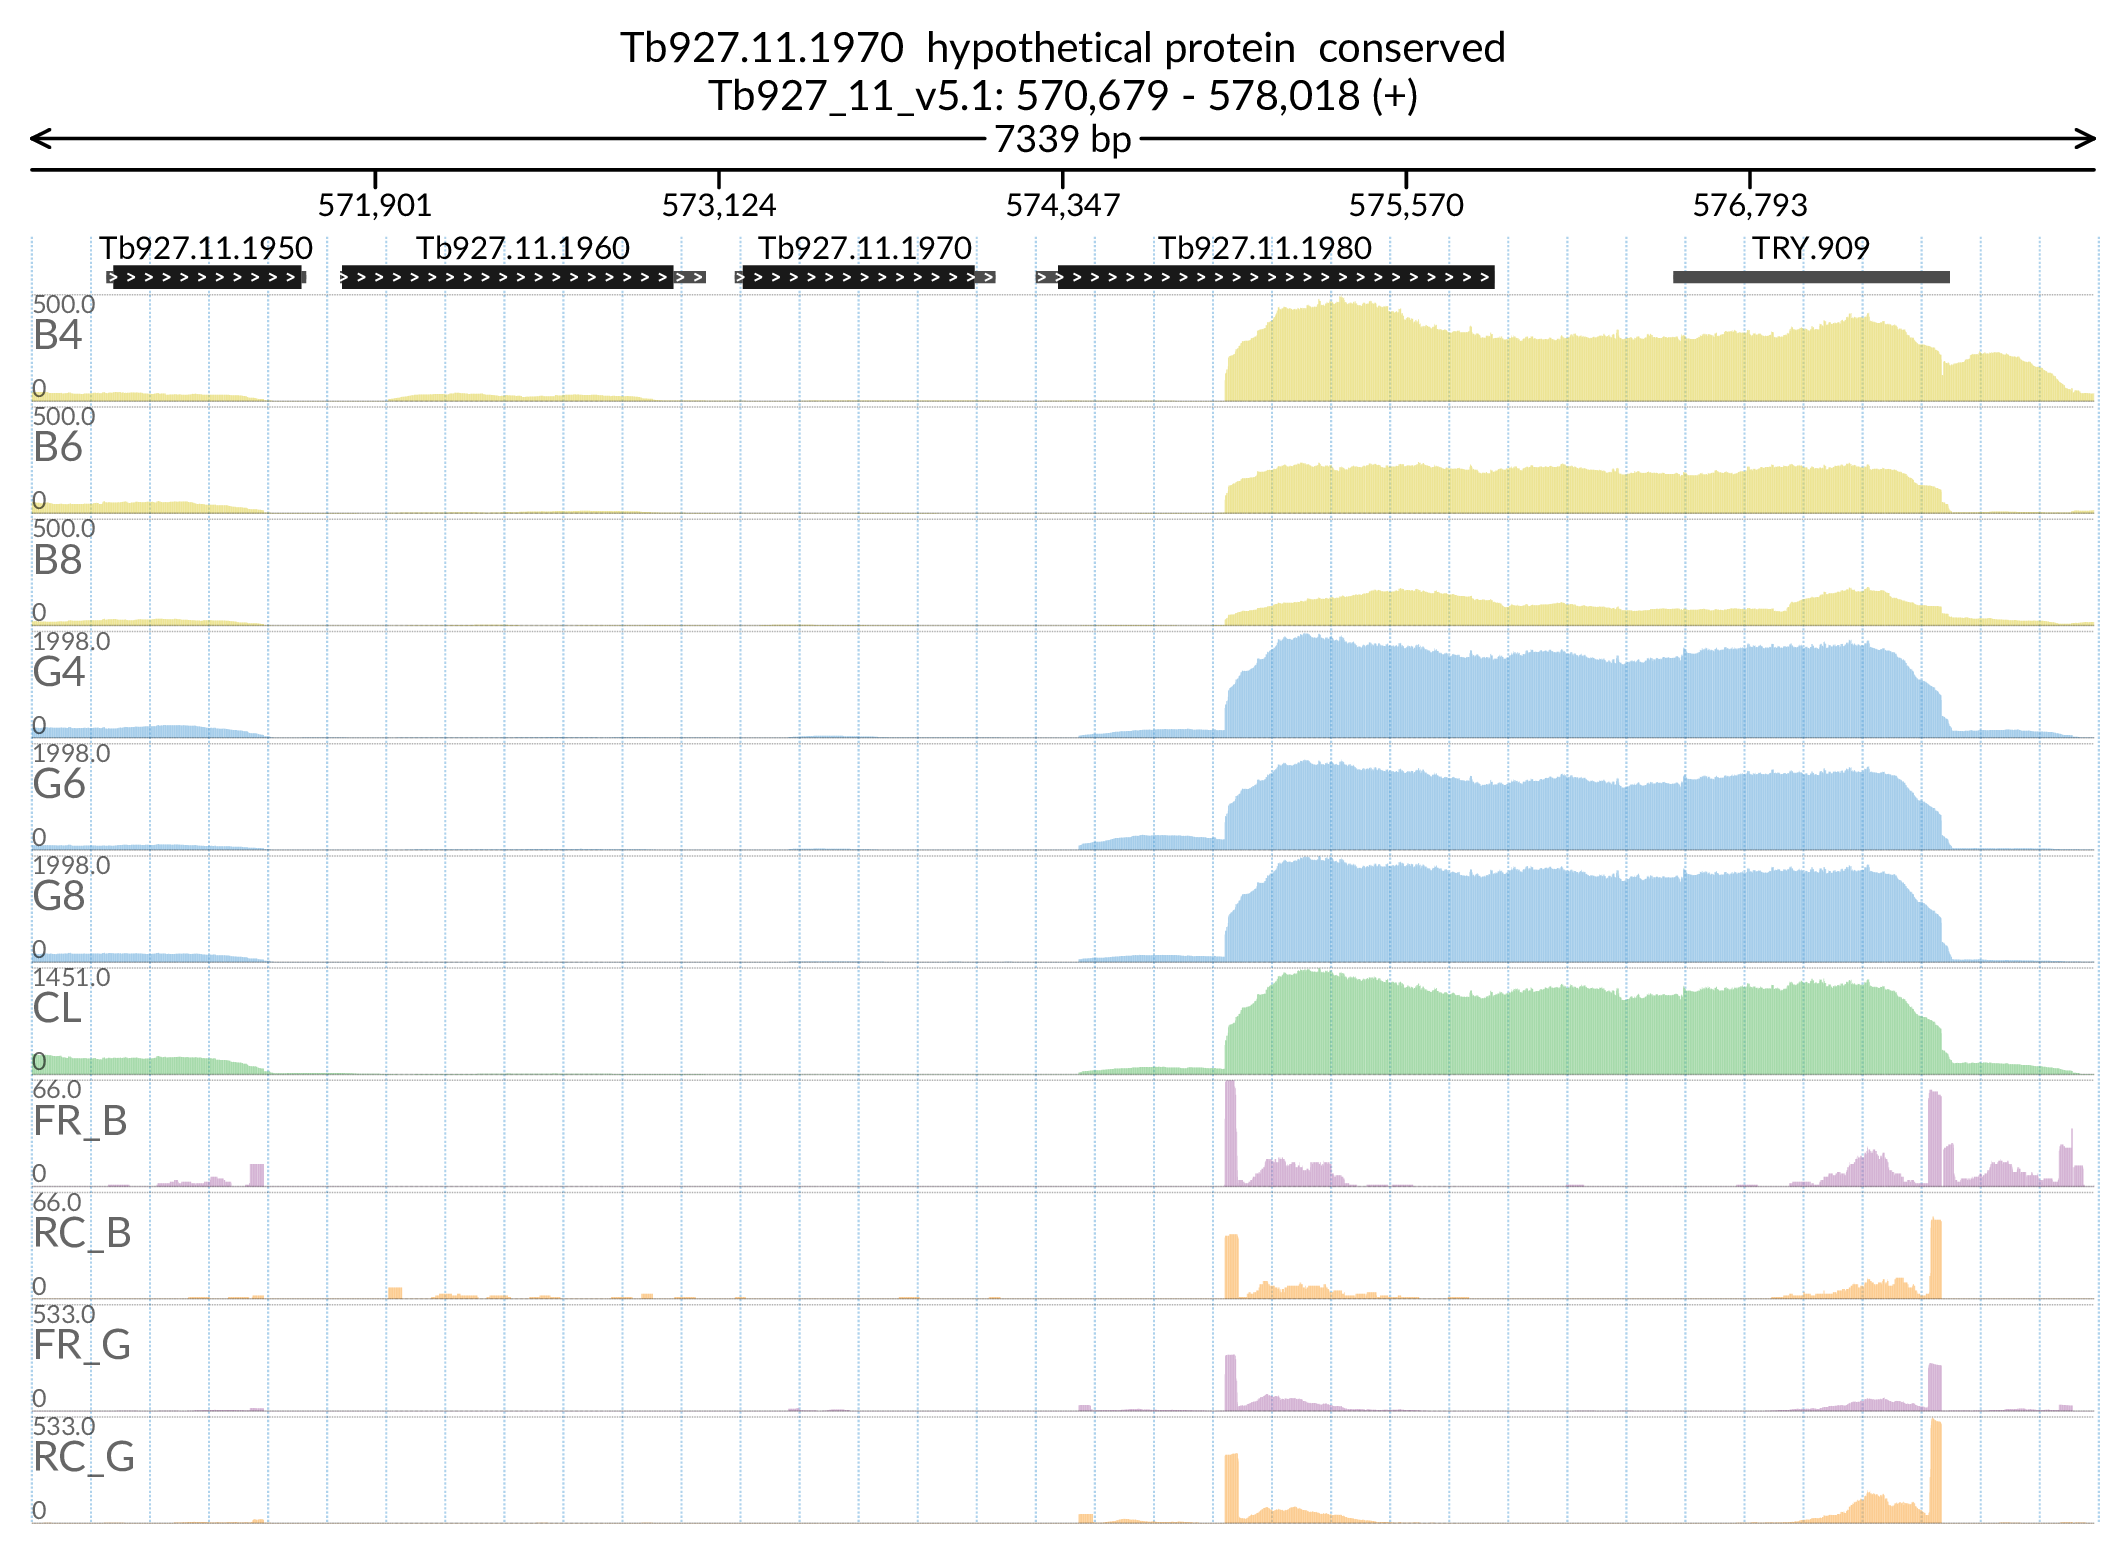 Tb927.11.1970  hypothetical protein  conserved
Tb927_11_v5.1: 570,679 - 578,018 (+)
7339 bp
571,901 573,124 574,347 575,570 576,793
Tb927.11.1950 Tb927.11.1960 Tb927.11.1970 Tb927.11.1980 TRY.909
500.0
B4
0
500.0
B6
0
500.0
B8
0
1998.0
G4
0
1998.0
G6
0
1998.0
G8
0
1451.0
CL
0
66.0
FR_B
0
66.0
RC_B
0
533.0
FR_G
0
533.0
RC_G
0